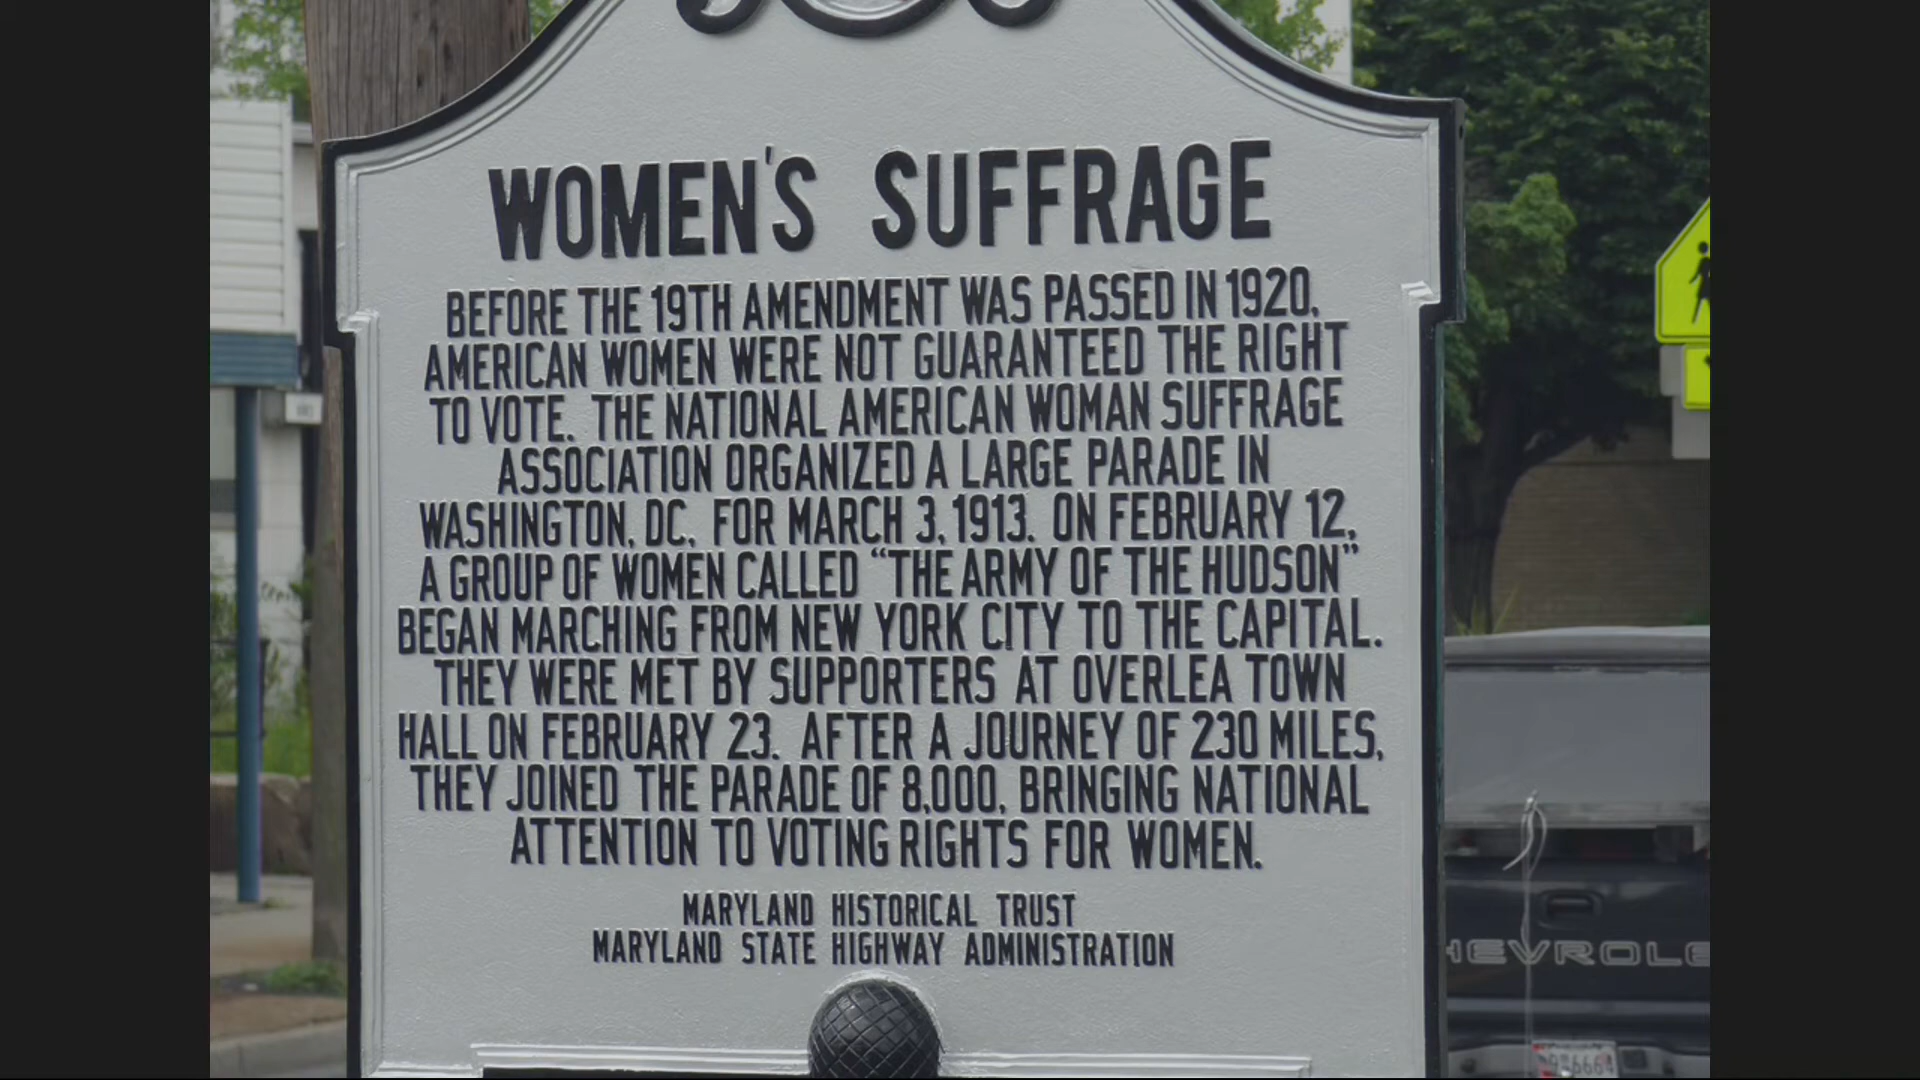 WOMEN'S SUFFRAGE
BEFORE THE 19TH AMENDMENT WAS PASSED IN 1920,
AMERICAN WOMEN WERE NOT GUARANTEED THE RIGHT
TO VOTE. THE NATIONAL AMERICAN WOMAN SUFFRAGE
ASSOCIATION ORGANIZED A LARGE PARADE IN
WASHINGTON, DC, FOR MARCH 3, 1913. ON FEBRUARY 12,
A GROUP OF WOMEN CALLED “THE ARMY OF THE HUDSON”
BEGAN MARCHING FROM NEW YORK CITY TO THE CAPITAL.
THEY WERE MET BY SUPPORTERS AT OVERLEA TOWN
HALL ON FEBRUARY 23. AFTER A JOURNEY OF 230 MILES,
THEY JOINED THE PARADE OF 8,000, BRINGING NATIONAL
ATTENTION TO VOTING RIGHTS FOR WOMEN.
MARYLAND HISTORICAL TRUST
MARYLAND STATE HIGHWAY ADMINISTRATION
HEVROLE